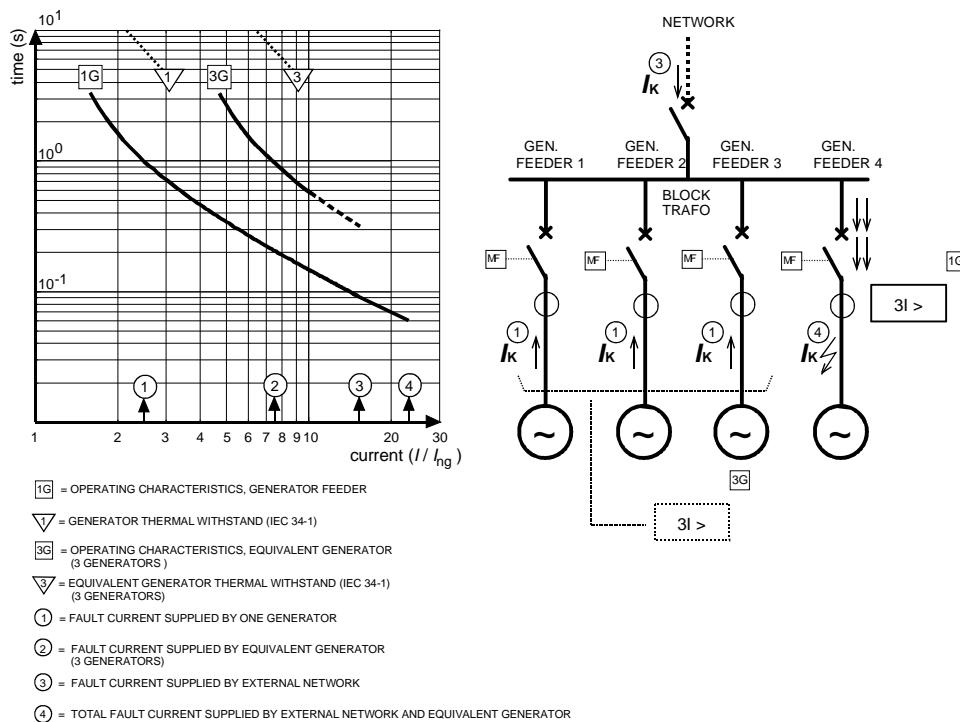 10¹
time (s)
1G
1
3G
3
10⁰
10⁻¹
1
2
3
4
1 2 3 4 5 6 7 8 9 10 20 30
current (I / Ing )
NETWORK
3
IK
GEN.
FEEDER 1
GEN.
FEEDER 2
GEN.
FEEDER 3
GEN.
FEEDER 4
BLOCK
TRAFO
MF
MF
MF
MF
1G
3I >
1
IK
1
IK
1
IK
4
IK
~
~
~
~
3G
3I >
1G = OPERATING CHARACTERISTICS, GENERATOR FEEDER
1 = GENERATOR THERMAL WITHSTAND (IEC 34-1)
3G = OPERATING CHARACTERISTICS, EQUIVALENT GENERATOR
(3 GENERATORS )
3 = EQUIVALENT GENERATOR THERMAL WITHSTAND (IEC 34-1)
(3 GENERATORS)
1 = FAULT CURRENT SUPPLIED BY ONE GENERATOR
2 = FAULT CURRENT SUPPLIED BY EQUIVALENT GENERATOR
(3 GENERATORS)
3 = FAULT CURRENT SUPPLIED BY EXTERNAL NETWORK
4 = TOTAL FAULT CURRENT SUPPLIED BY EXTERNAL NETWORK AND EQUIVALENT GENERATOR